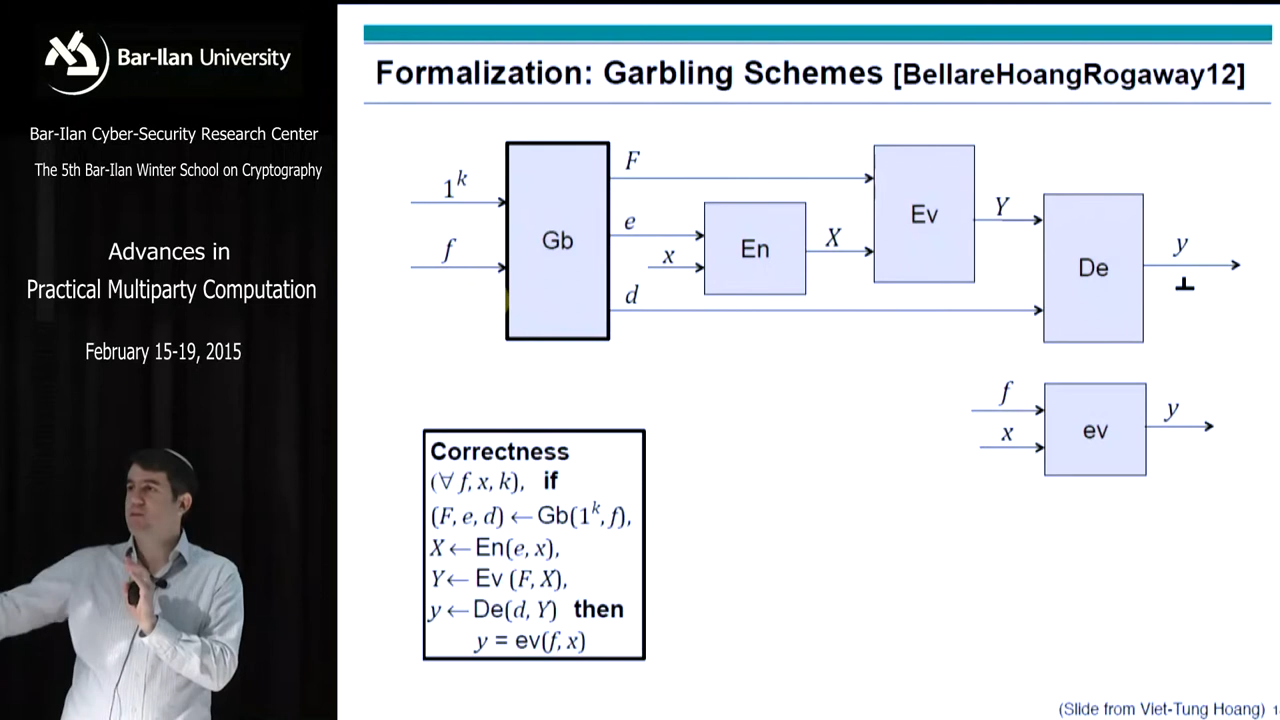 Bar-Ilan University
Bar-Ilan Cyber-Security Research Center
The 5th Bar-Ilan Winter School on Cryptography
Advances in
Practical Multiparty Computation
February 15-19, 2015
Formalization: Garbling Schemes [BellareHoangRogaway12]
1^k
f
Gb
F
e
x
d
En
X
Ev
Y
De
y
⊥
f
x
ev
y
Correctness
(∀ f, x, k), if
(F, e, d) ← Gb(1^k, f),
X ← En(e, x),
Y ← Ev (F, X),
y ← De(d, Y) then
y = ev(f, x)
(Slide from Viet-Tung Hoang)